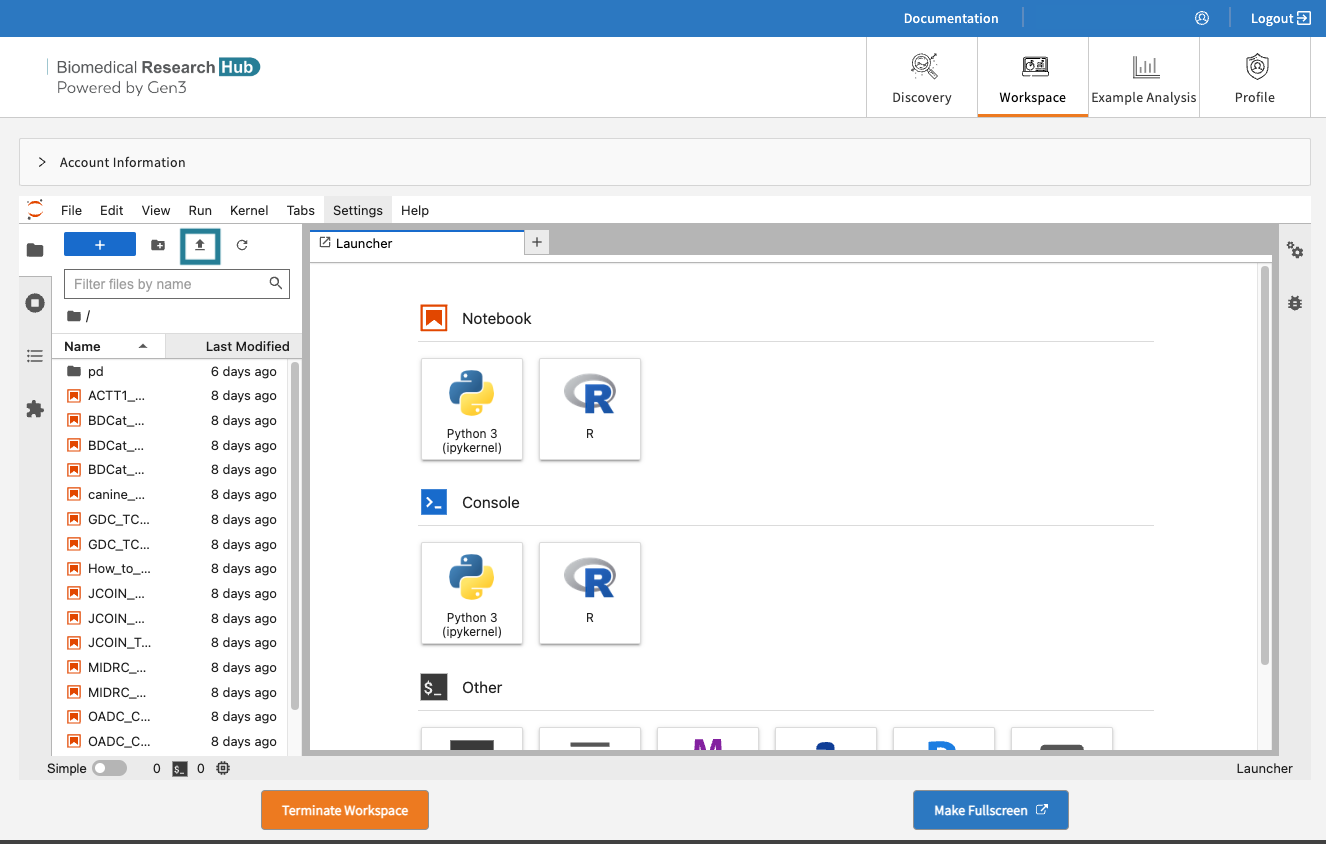 Documentation
Logout
Biomedical Research Hub
Powered by Gen3
Discovery
Workspace
Example Analysis
Profile
Account Information
File Edit View Run Kernel Tabs Settings Help
+
Launcher
+
Filter files by name
/
Name Last Modified
pd 6 days ago
ACTT1_... 8 days ago
BDCat_... 8 days ago
BDCat_... 8 days ago
BDCat_... 8 days ago
canine_... 8 days ago
GDC_TC... 8 days ago
GDC_TC... 8 days ago
How_to_... 8 days ago
JCOIN_... 8 days ago
JCOIN_... 8 days ago
JCOIN_T... 8 days ago
MIDRC_... 8 days ago
MIDRC_... 8 days ago
OADC_C... 8 days ago
OADC_C... 8 days ago
Notebook
Python 3
(ipykernel)
R
R
Console
Python 3
(ipykernel)
R
R
$_ Other
M
Simple 0 $_ 0
Launcher
Terminate Workspace
Make Fullscreen